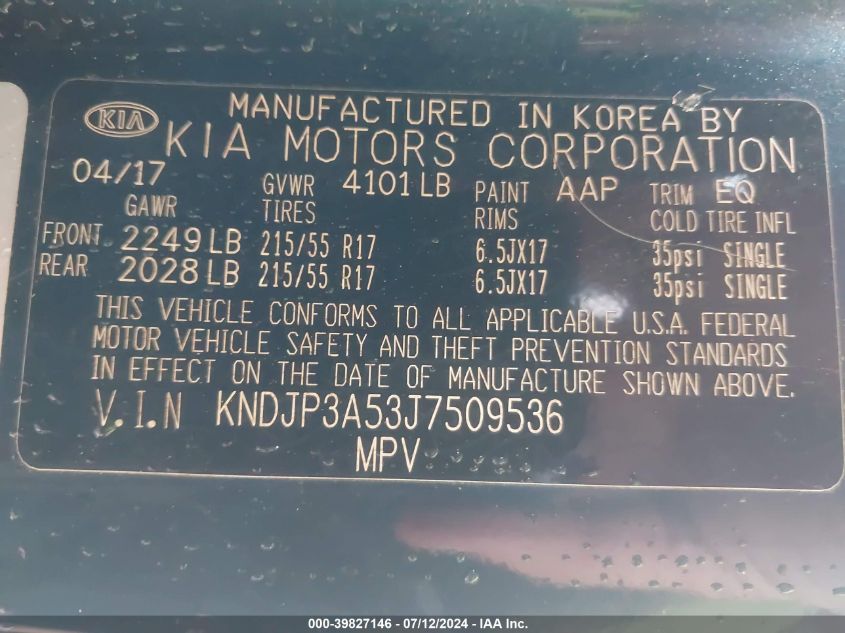 MANUFACTURED IN KOREA BY
KIA KIA MOTORS CORPORATION
04/17 GVWR 4101 LB PAINT AAP TRIM EQ
GAWR TIRES RIMS COLD TIRE INFL
FRONT 2249 LB 215/55 R17 6.5JX17 35psi SINGLE
REAR 2028 LB 215/55 R17 6.5JX17 35psi SINGLE
THIS VEHICLE CONFORMS TO ALL APPLICABLE U.S.A. FEDERAL
MOTOR VEHICLE SAFETY AND THEFT PREVENTION STANDARDS
IN EFFECT ON THE DATE OF MANUFACTURE SHOWN ABOVE.
V.I.N KNDJP3A53J7509536
MPV
000-39827146 - 07/12/2024 - IAA Inc.